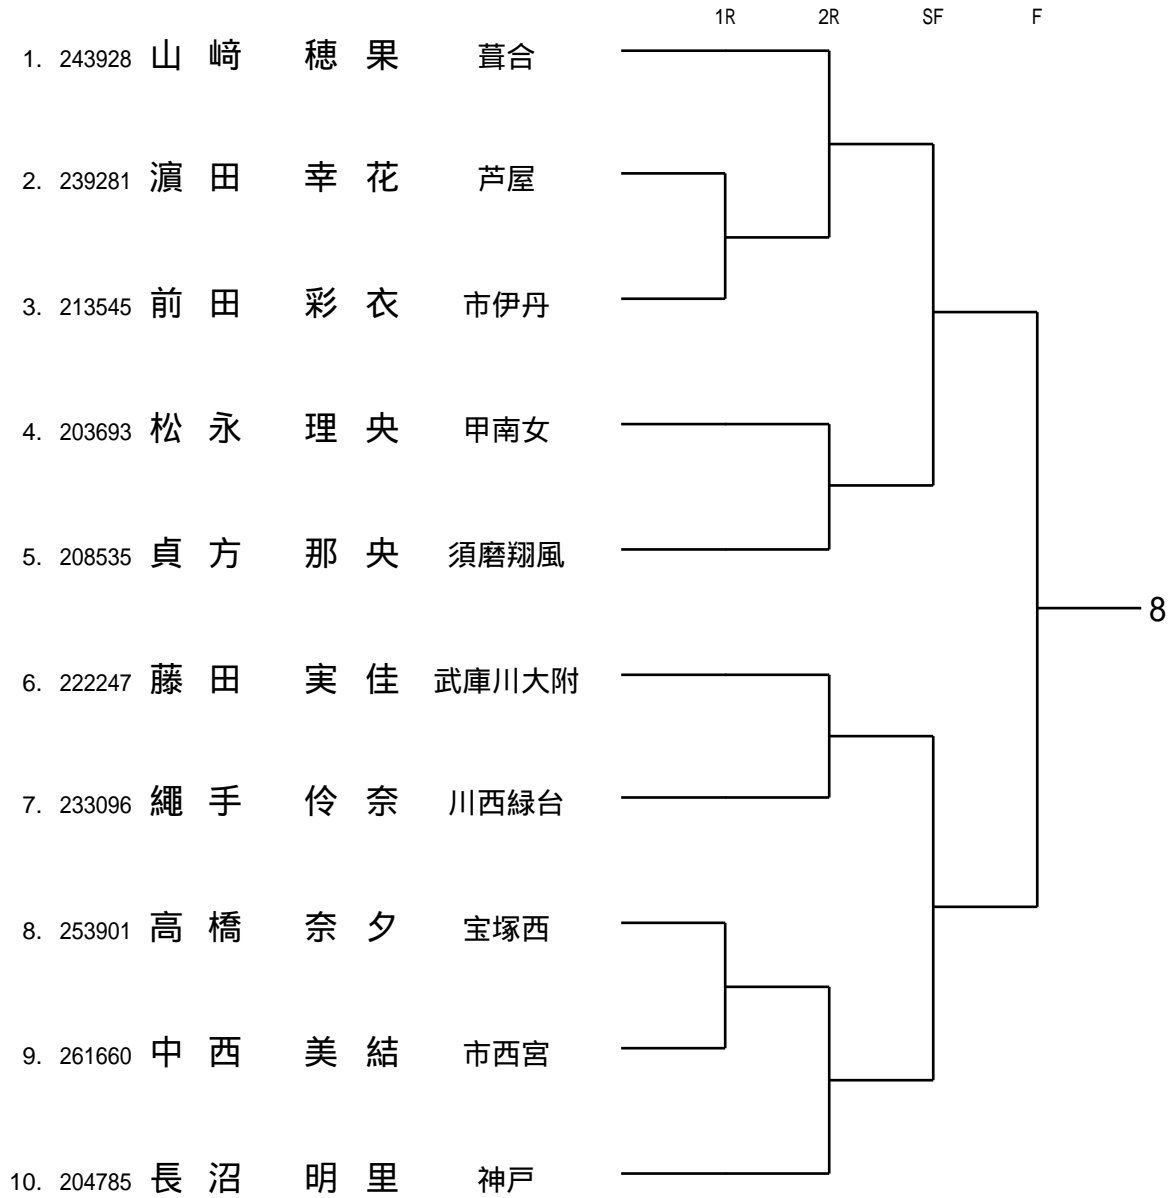 1R 2R SF F
1. 243928 山 﨑 穂 果 葺合
2. 239281 濵 田 幸 花 芦屋
3. 213545 前 田 彩 衣 市伊丹
4. 203693 松 永 理 央 甲南女
5. 208535 貞 方 那 央 須磨翔風
8
6. 222247 藤 田 実 佳 武庫川大附
7. 233096 繩 手 伶 奈 川西緑台
8. 253901 高 橋 奈 夕 宝塚西
9. 261660 中 西 美 結 市西宮
10. 204785 長 沼 明 里 神戸